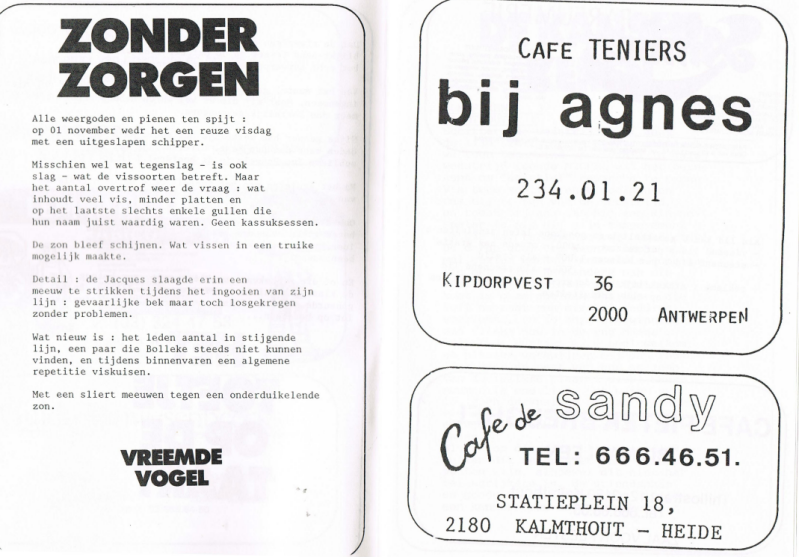 ZONDER
ZORGEN
Alle weergoden en pienen ten spijt :
op 01 november wedr het een reuze visdag
met een uitgeslapen schipper.
Misschien wel wat tegenslag - is ook
slag - wat de vissoorten betreft. Maar
het aantal overtrof weer de vraag : wat
inhoudt veel vis, minder platten en
op het laatste slechts enkele gullen die
hun naam juist waardig waren. Geen kassuksessen.
De zon bleef schijnen. Wat vissen in een truike
mogelijk maakte.
Detail : de Jacques slaagde erin een
meeuw te strikken tijdens het ingooien van zijn
lijn : gevaarlijke bek maar toch losgekregen
zonder problemen.
Wat nieuw is : het leden aantal in stijgende
lijn, een paar die Bolleke steeds niet kunnen
vinden, en tijdens binnenvaren een algemene
repetitie viskuisen.
Met een sliert meeuwen tegen een onderduikelende
zon.
VREEMDE
VOGEL
CAFE TENIERS
bij agnes
234.01.21
KIPDORPVEST 36
2000 ANTWERPEN
Cafe de sandy
TEL: 666.46.51.
STATIEPLEIN 18,
2180 KALMTHOUT - HEIDE